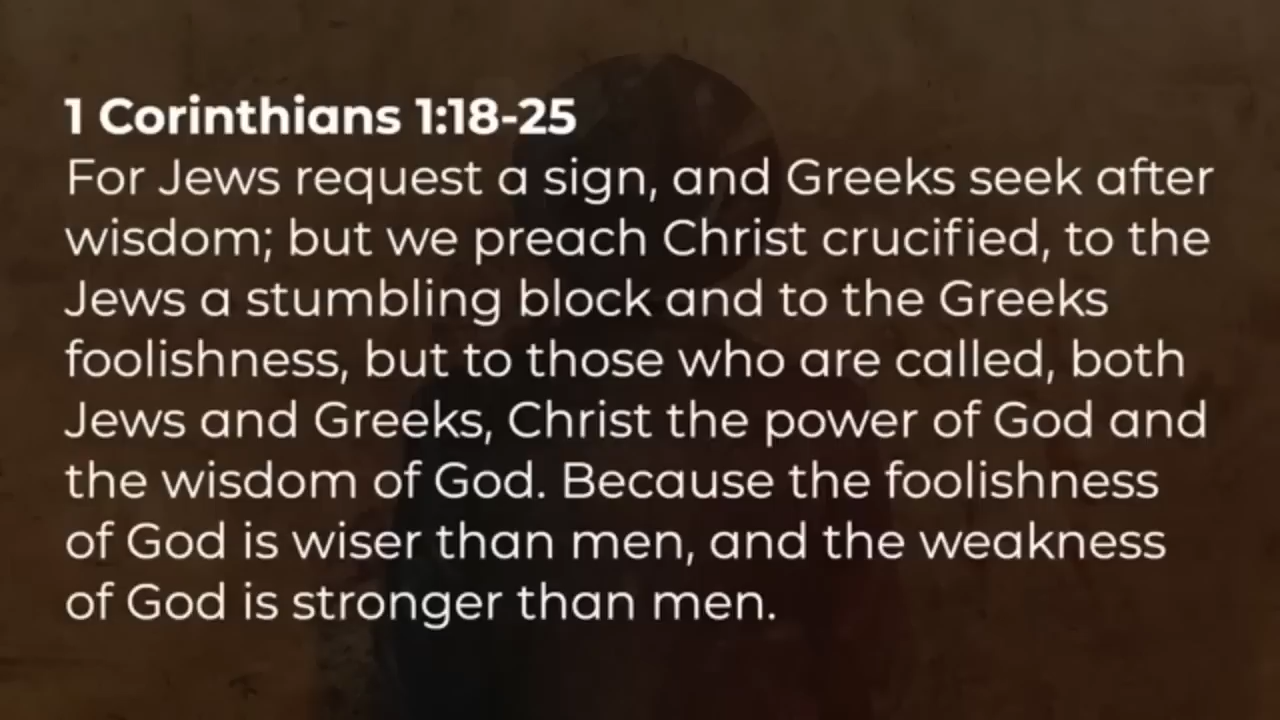 1 Corinthians 1:18-25
For Jews request a sign, and Greeks seek after
wisdom; but we preach Christ crucified, to the
Jews a stumbling block and to the Greeks
foolishness, but to those who are called, both
Jews and Greeks, Christ the power of God and
the wisdom of God. Because the foolishness
of God is wiser than men, and the weakness
of God is stronger than men.